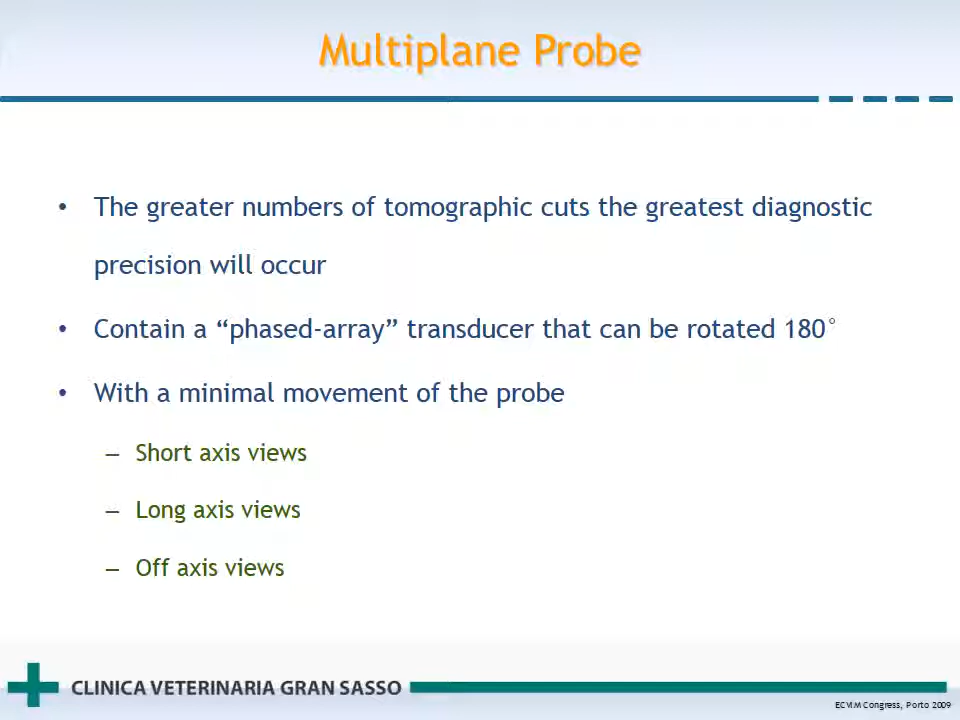 Multiplane Probe
• The greater numbers of tomographic cuts the greatest diagnostic
precision will occur
• Contain a “phased-array” transducer that can be rotated 180°
• With a minimal movement of the probe
– Short axis views
– Long axis views
– Off axis views
CLINICA VETERINARIA GRAN SASSO
ECVIM Congress, Porto 2009